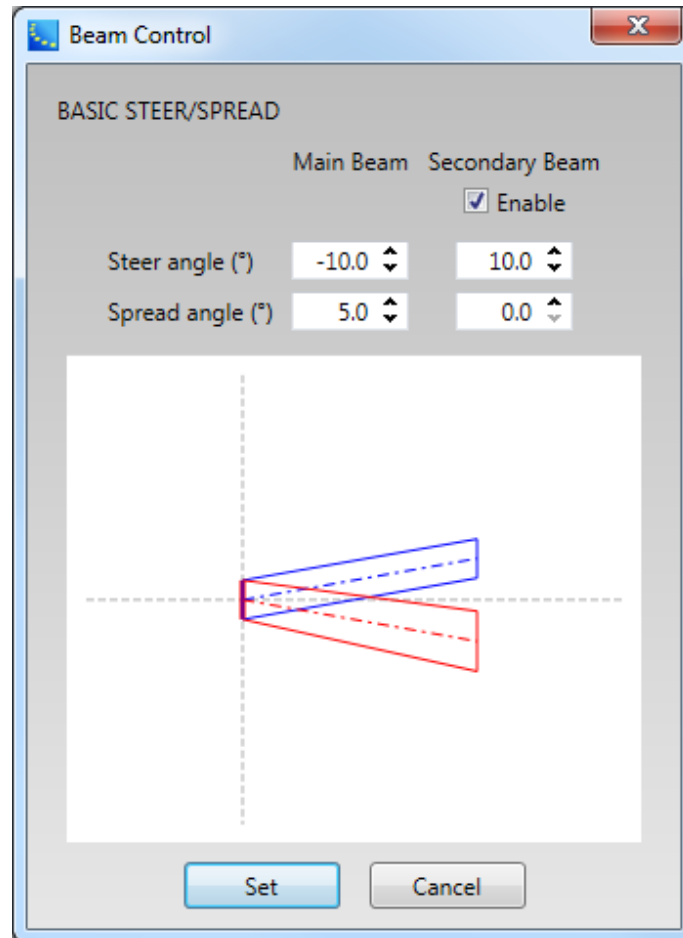 Beam Control
BASIC STEER/SPREAD
Main Beam Secondary Beam
Enable
Steer angle (°) -10.0 10.0
Spread angle (°) 5.0 0.0
Set Cancel